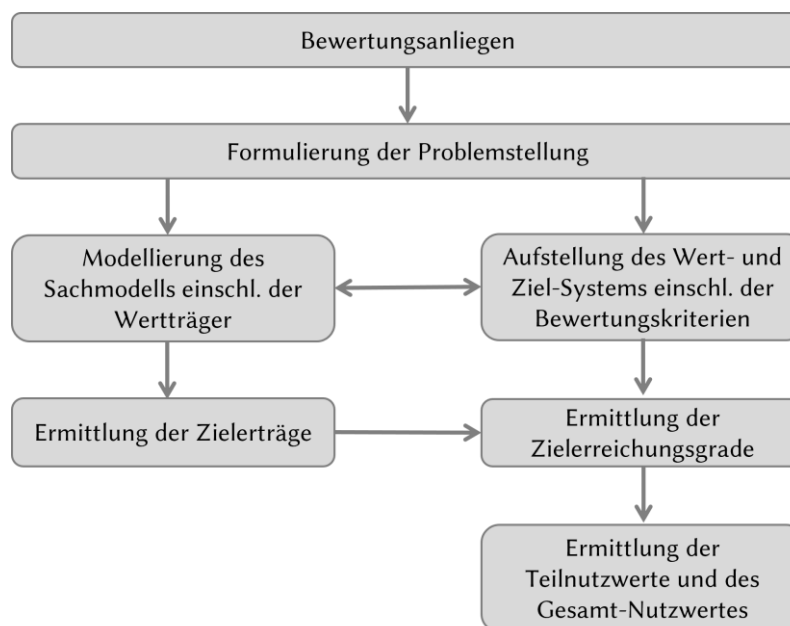 Bewertungsanliegen
Formulierung der Problemstellung
Modellierung des
Sachmodells einschl. der
Wertträger
Aufstellung des Wert- und
Ziel-Systems einschl. der
Bewertungskriterien
Ermittlung der Zielerträge
Ermittlung der
Zielerreichungsgrade
Ermittlung der
Teilnutzwerte und des
Gesamt-Nutzwertes